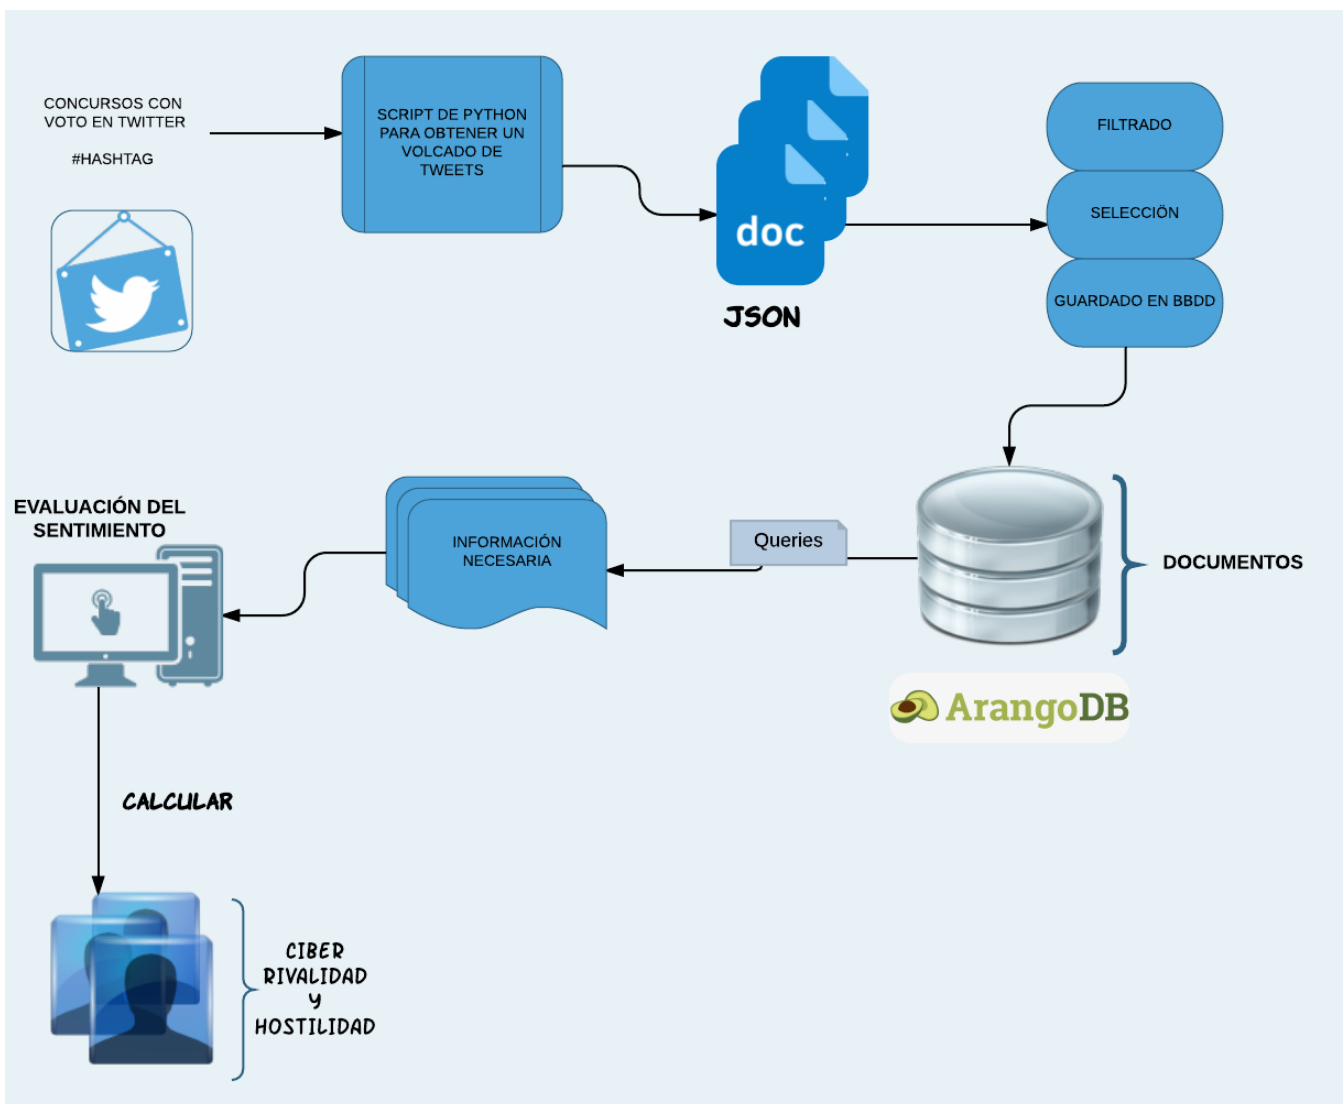 CONCURSOS CON
VOTO EN TWITTER
#HASHTAG
SCRIPT DE PYTHON
PARA OBTENER UN
VOLCADO DE
TWEETS
doc
JSON
FILTRADO
SELECCIÖN
GUARDADO EN BBDD
DOCUMENTOS
ArangoDB
Queries
INFORMACIÓN
NECESARIA
EVALUACIÓN DEL
SENTIMIENTO
CALCULAR
CIBER
RIVALIDAD
y
HOSTILIDAD